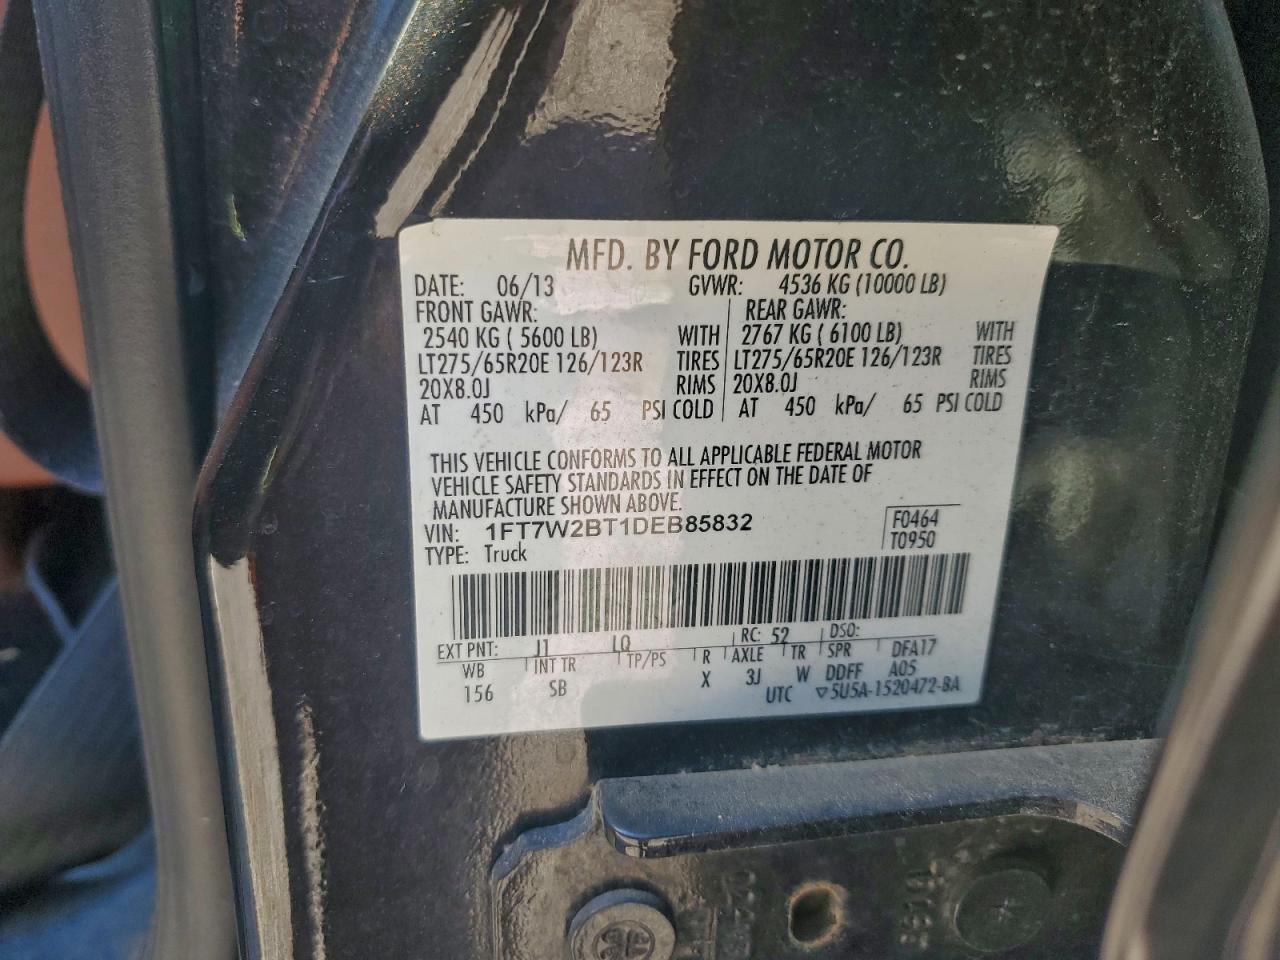 MFD. BY FORD MOTOR CO.
DATE: 06/13 GVWR: 4536 KG (10000 LB)
FRONT GAWR: REAR GAWR:
2540 KG ( 5600 LB) WITH 2767 KG ( 6100 LB) WITH
LT275/65R20E 126/123R TIRES LT275/65R20E 126/123R TIRES
20X8.0J RIMS 20X8.0J RIMS
AT 450 kPa/ 65 PSI COLD AT 450 kPa/ 65 PSI COLD
THIS VEHICLE CONFORMS TO ALL APPLICABLE FEDERAL MOTOR
VEHICLE SAFETY STANDARDS IN EFFECT ON THE DATE OF
MANUFACTURE SHOWN ABOVE.
VIN: 1FT7W2BT1DEB85832 F0464
TYPE: Truck T0950
EXT PNT: J1 LQ RC: 52 DSO:
WB INT TR TP/PS R AXLE TR SPR DFA17
156 SB X 3J W DDFF A05
UTC ▽5U5A-1520472-BA